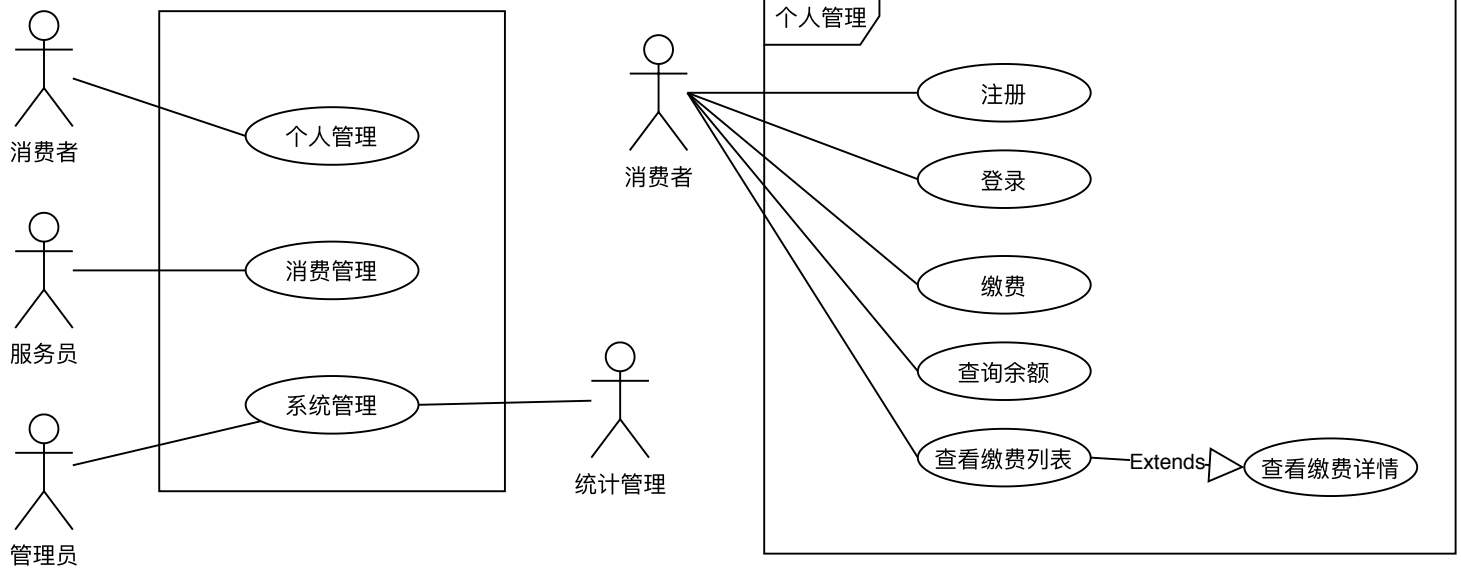 个人管理
消费者
消费管理
服务员
系统管理
管理员
统计管理
个人管理
消费者
注册
登录
缴费
查询余额
查看缴费列表
Extends
查看缴费详情